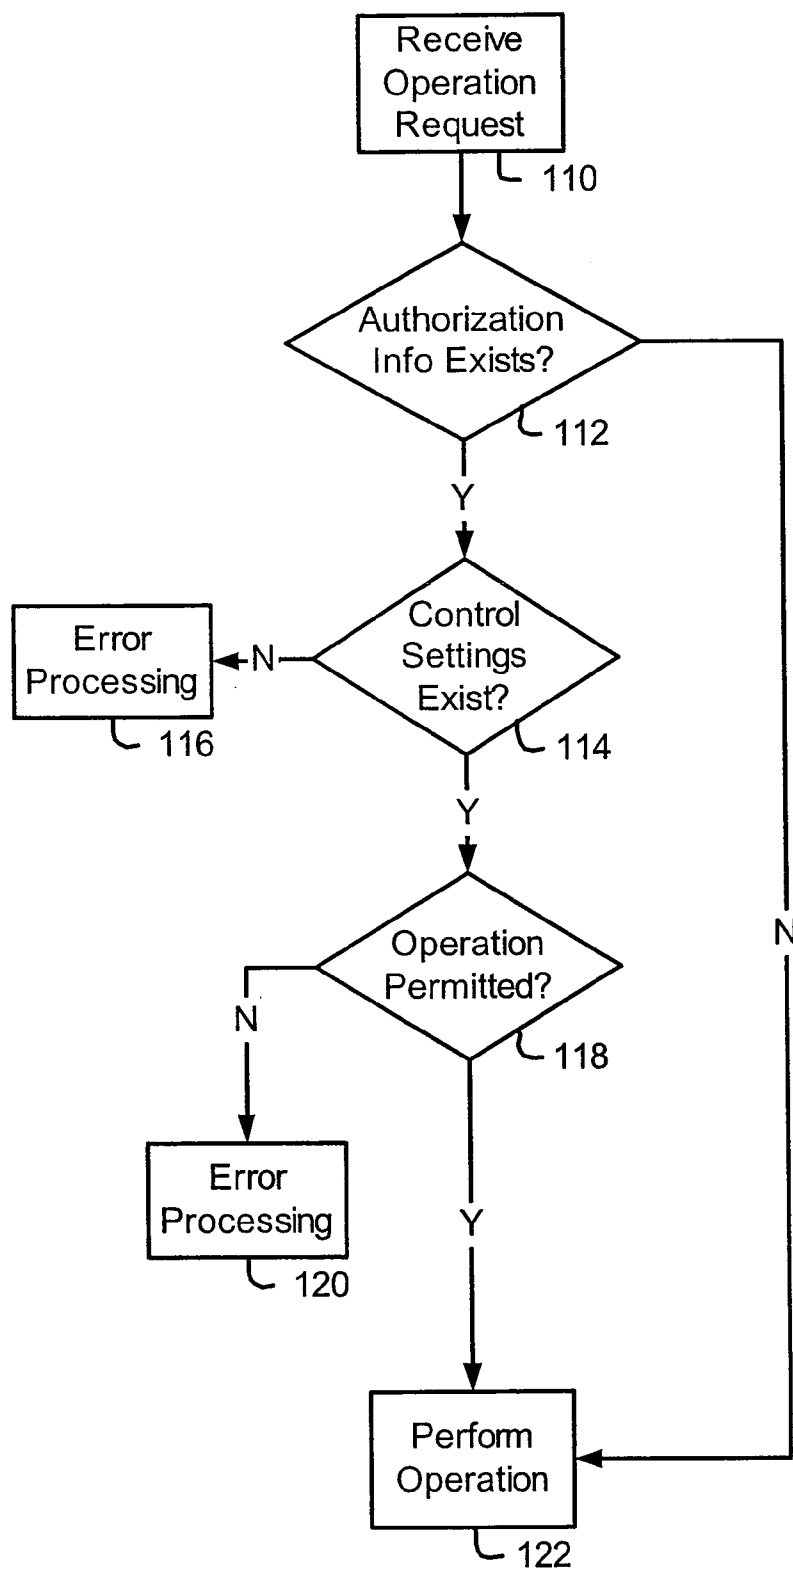 Receive
Operation
Request
110
Authorization
Info Exists?
112
Y
N
Control
Settings
Exist?
114
N
Error
Processing
116
Y
Operation
Permitted?
118
N
Error
Processing
120
Y
Perform
Operation
122